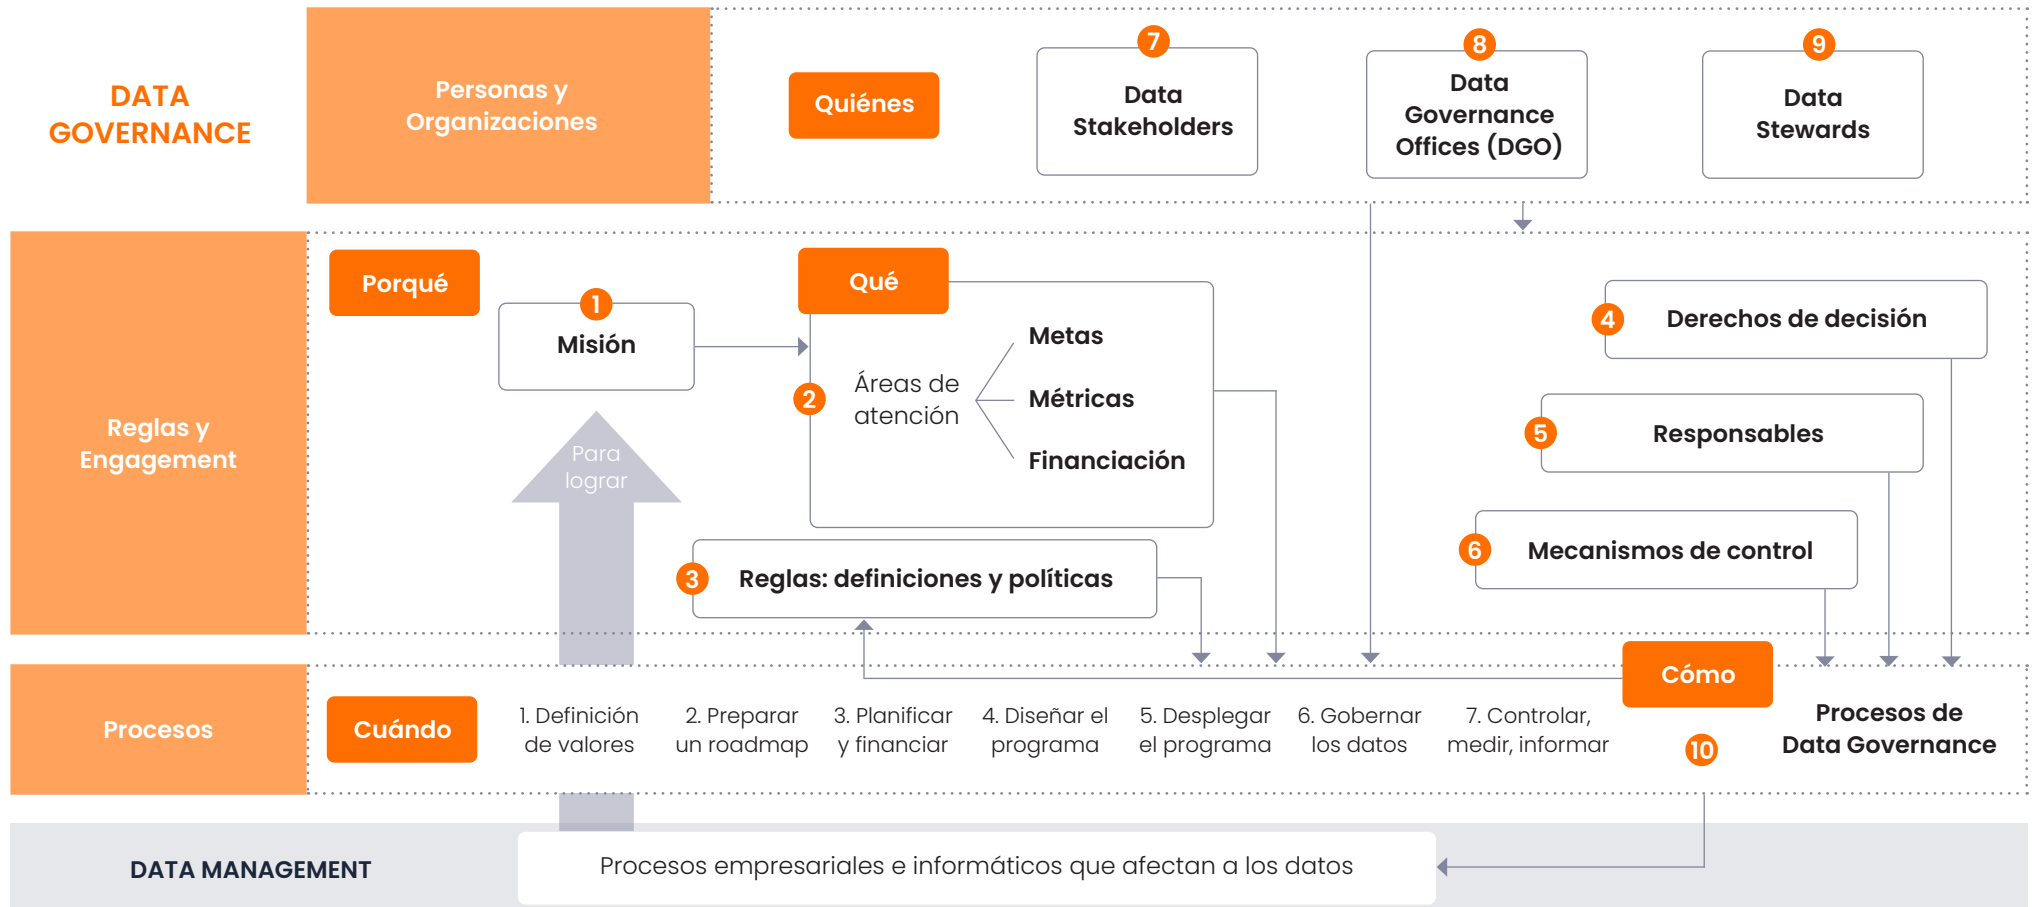 DATA
GOVERNANCE
Personas y
Organizaciones
Quiénes
7
Data
Stakeholders
8
Data
Governance
Offices (DGO)
9
Data
Stewards
Reglas y
Engagement
Porqué
1
Misión
Para
lograr
Qué
2
Áreas de
atención
Metas
Métricas
Financiación
3
Reglas: definiciones y políticas
4
Derechos de decisión
5
Responsables
6
Mecanismos de control
Procesos
Cuándo
1. Definición
de valores
2. Preparar
un roadmap
3. Planificar
y financiar
4. Diseñar el
programa
5. Desplegar
el programa
6. Gobernar
los datos
7. Controlar,
medir, informar
Cómo
10
Procesos de
Data Governance
DATA MANAGEMENT
Procesos empresariales e informáticos que afectan a los datos